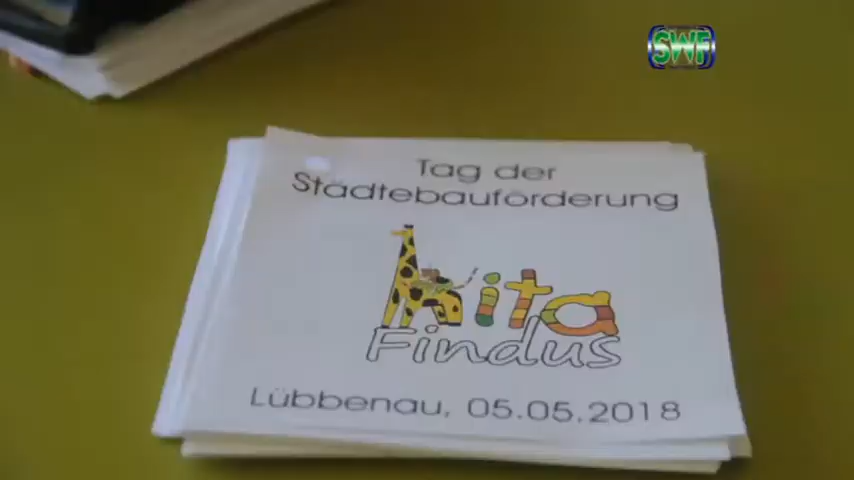 SWF
Tag der
Städtebauförderung
kita
Findus
Lübbenau, 05.05.2018